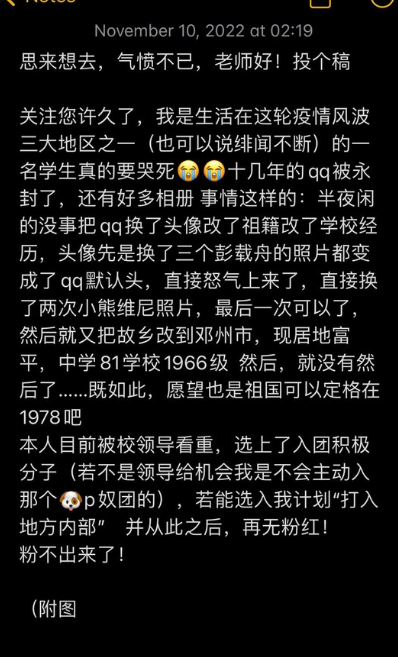 Notes
November 10, 2022 at 02:19
思来想去，气愤不已，老师好！投个稿
关注您许久了，我是生活在这轮疫情风波
三大地区之一（也可以说绯闻不断）的一
名学生真的要哭死😭😭十几年的qq被永
封了，还有好多相册 事情这样的：半夜闲
的没事把qq换了头像改了祖籍改了学校经
历，头像先是换了三个彭载舟的照片都变
成了qq默认头，直接怒气上来了，直接换
了两次小熊维尼照片，最后一次可以了，
然后就又把故乡改到邓州市，现居地富
平，中学81学校1966级 然后，就没有然
后了......既如此，愿望也是祖国可以定格在
1978吧
本人目前被校领导看重，选上了入团积极
分子（若不是领导给机会我是不会主动入
那个🐶p奴团的），若能选入我计划“打入
地方内部” 并从此之后，再无粉红！
粉不出来了！
（附图